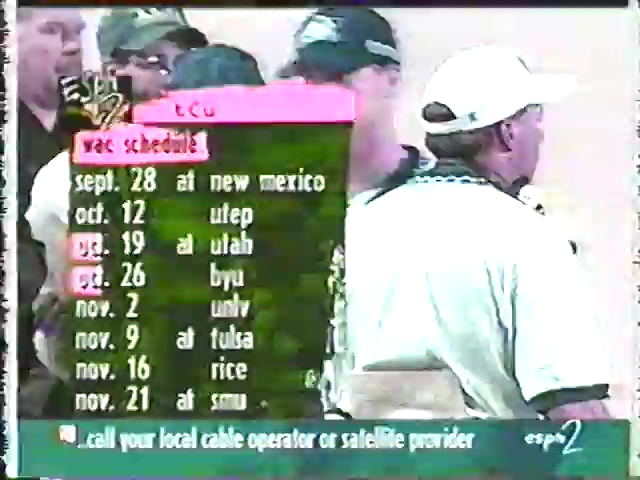 ESPN
2
tcu
wac schedule
sept. 28 at new mexico
oct. 12 utep
oct. 19 at utah
oct. 26 byu
nov. 2 unlv
nov. 9 at tulsa
nov. 16 rice
nov. 21 at smu
..call your local cable operator or satellite provider
espn2